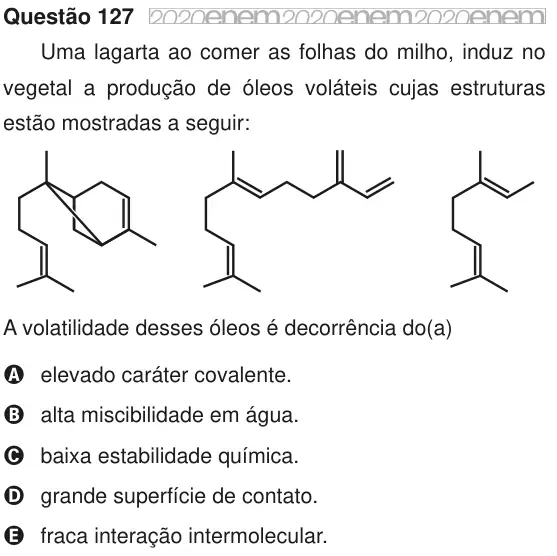 Questão 127 2020enem2020enem2020enem
Uma lagarta ao comer as folhas do milho, induz no
vegetal a produção de óleos voláteis cujas estruturas
estão mostradas a seguir:
A volatilidade desses óleos é decorrência do(a)
A elevado caráter covalente.
B alta miscibilidade em água.
C baixa estabilidade química.
D grande superfície de contato.
E fraca interação intermolecular.